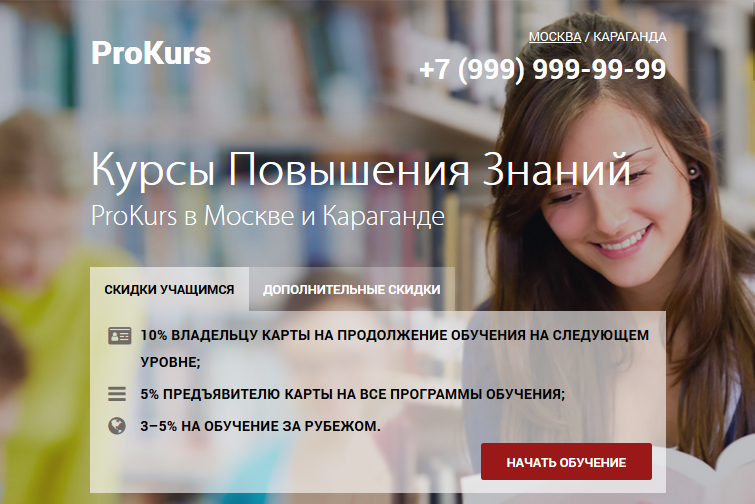 ProKurs
МОСКВА / КАРАГАНДА
+7 (999) 999-99-99
Курсы Повышения Знаний
ProKurs в Москве и Караганде
СКИДКИ УЧАЩИМСЯ
ДОПОЛНИТЕЛЬНЫЕ СКИДКИ
10% ВЛАДЕЛЬЦУ КАРТЫ НА ПРОДОЛЖЕНИЕ ОБУЧЕНИЯ НА СЛЕДУЮЩЕМ
УРОВНЕ;
5% ПРЕДЪЯВИТЕЛЮ КАРТЫ НА ВСЕ ПРОГРАММЫ ОБУЧЕНИЯ;
3–5% НА ОБУЧЕНИЕ ЗА РУБЕЖОМ.
НАЧАТЬ ОБУЧЕНИЕ